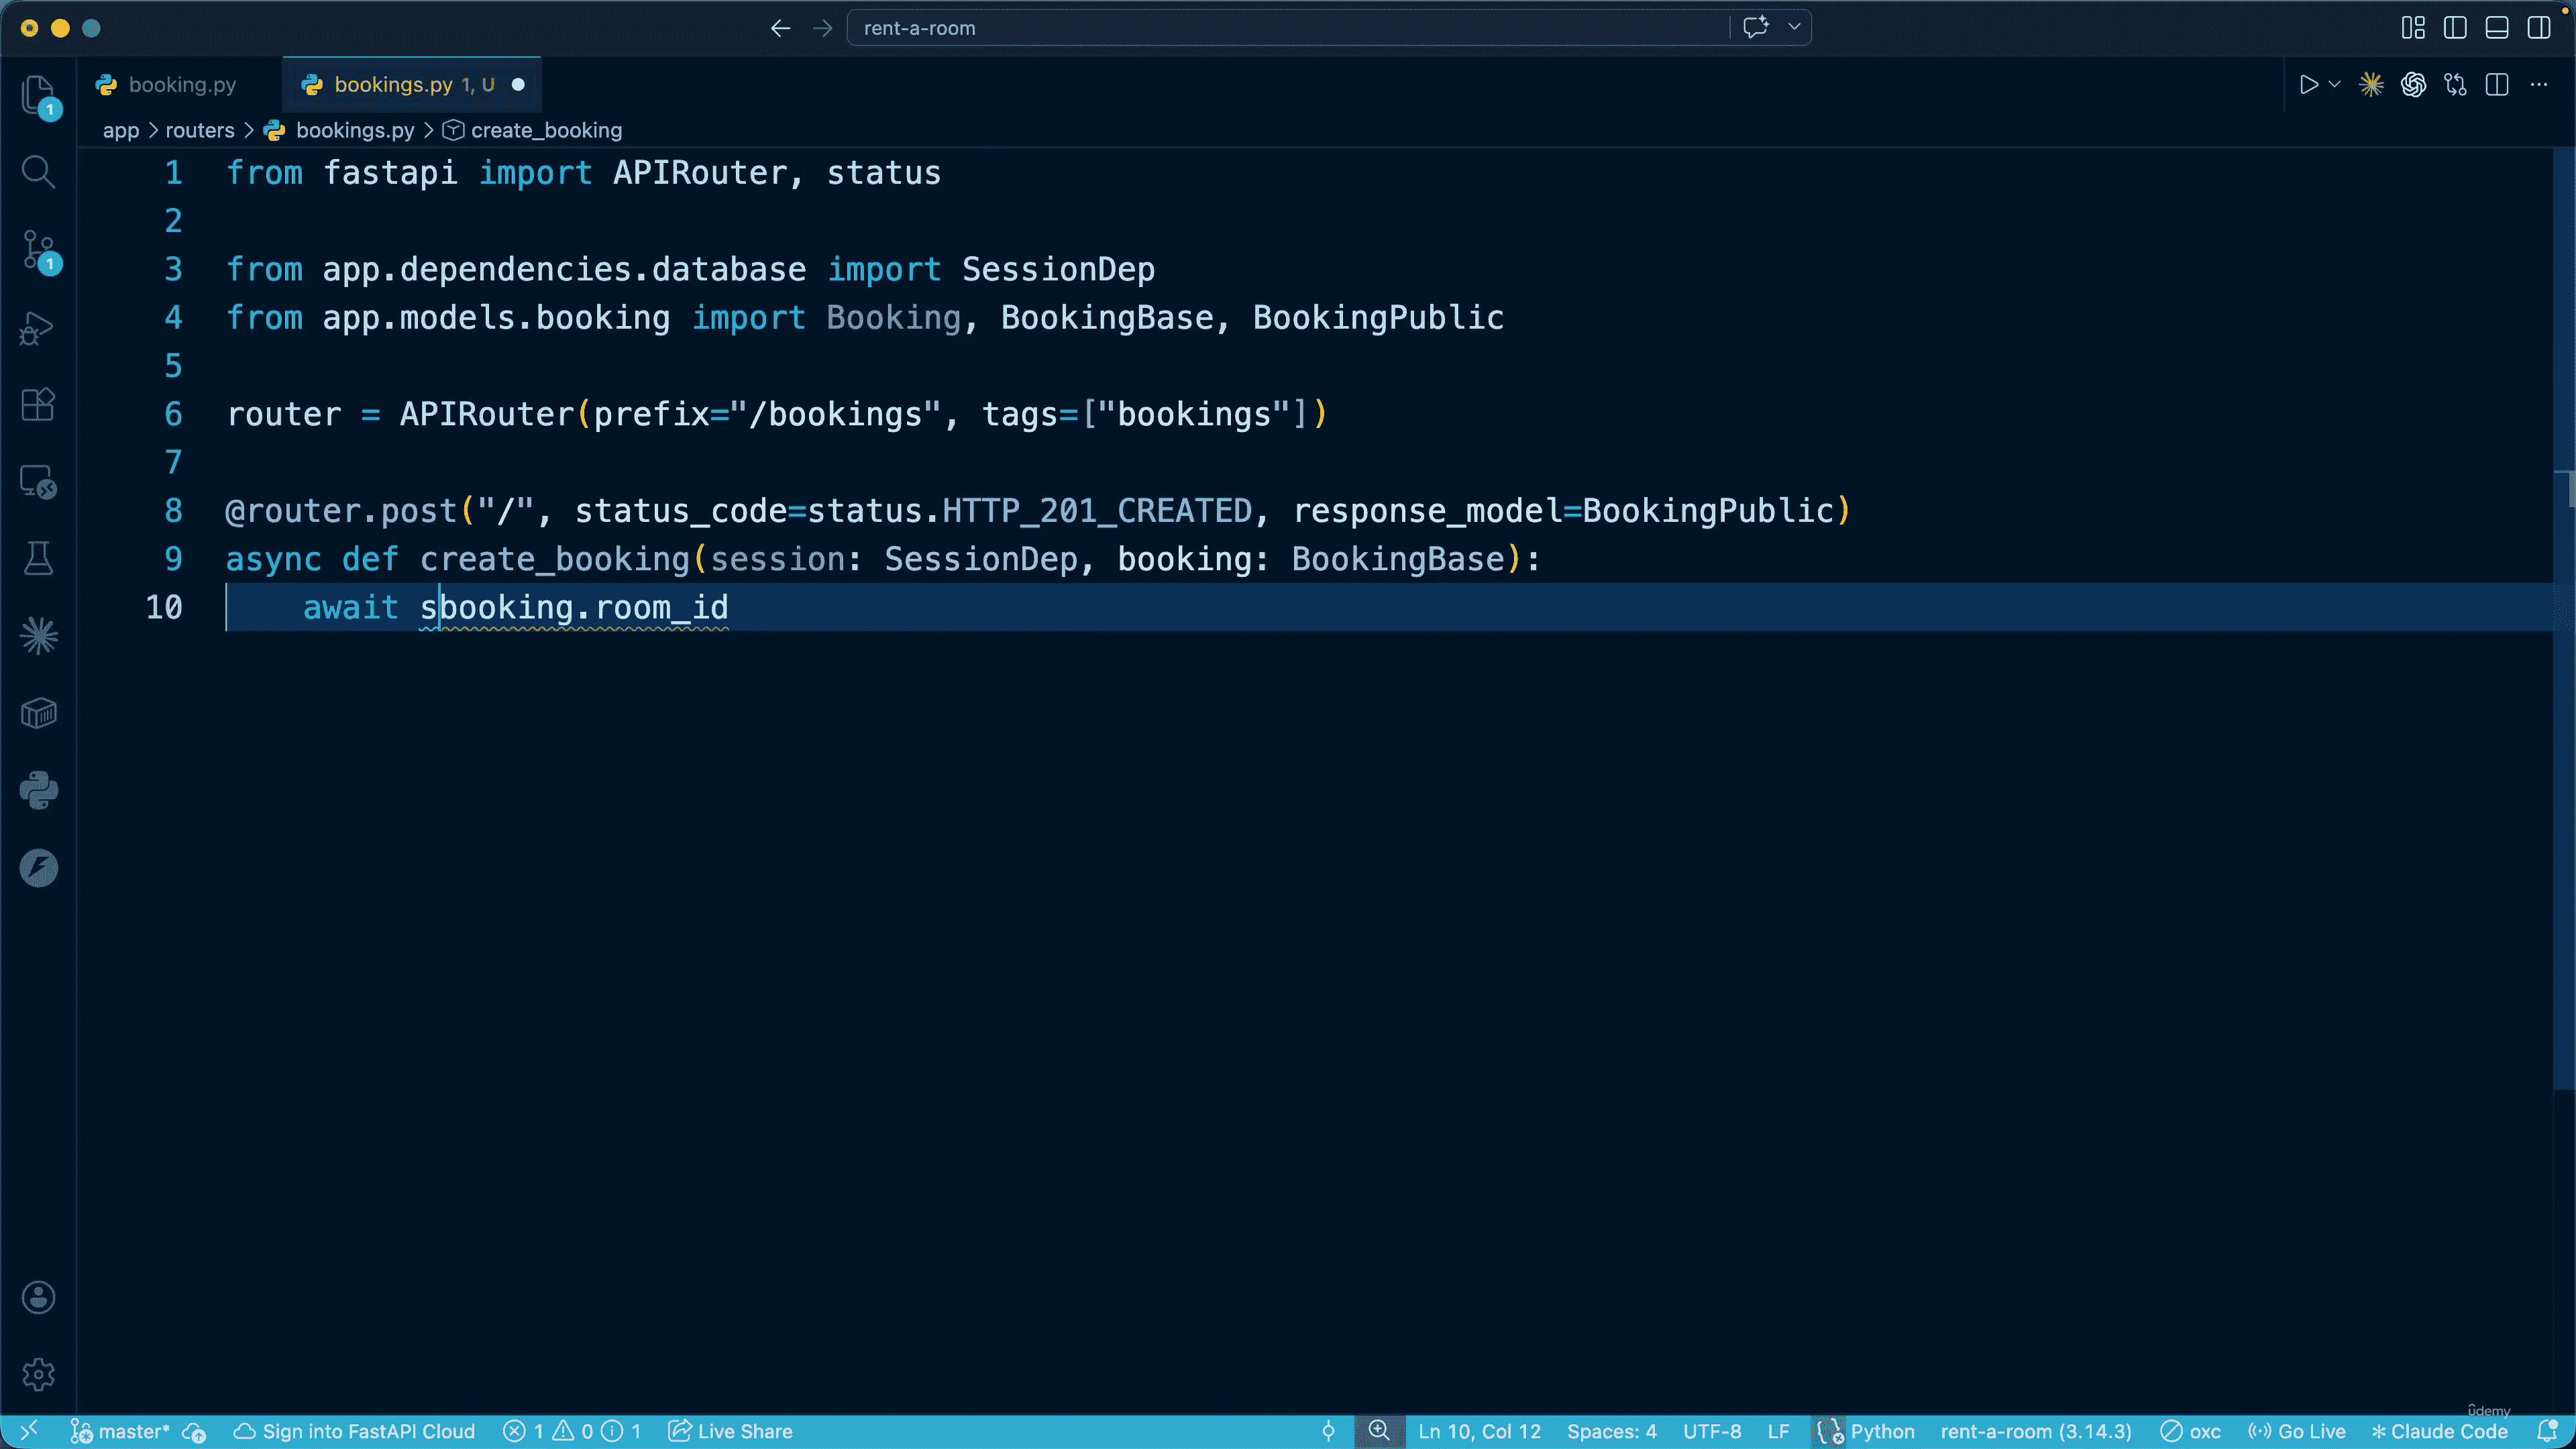 rent-a-room
booking.py
bookings.py 1, U
app > routers > bookings.py > create_booking
1 from fastapi import APIRouter, status
2
3 from app.dependencies.database import SessionDep
4 from app.models.booking import Booking, BookingBase, BookingPublic
5
6 router = APIRouter(prefix="/bookings", tags=["bookings"])
7
8 @router.post("/", status_code=status.HTTP_201_CREATED, response_model=BookingPublic)
9 async def create_booking(session: SessionDep, booking: BookingBase):
10 await sbooking.room_id
1
1
udemy
master* Sign into FastAPI Cloud 1 0 1 Live Share Ln 10, Col 12 Spaces: 4 UTF-8 LF Python rent-a-room (3.14.3) oxc Go Live Claude Code